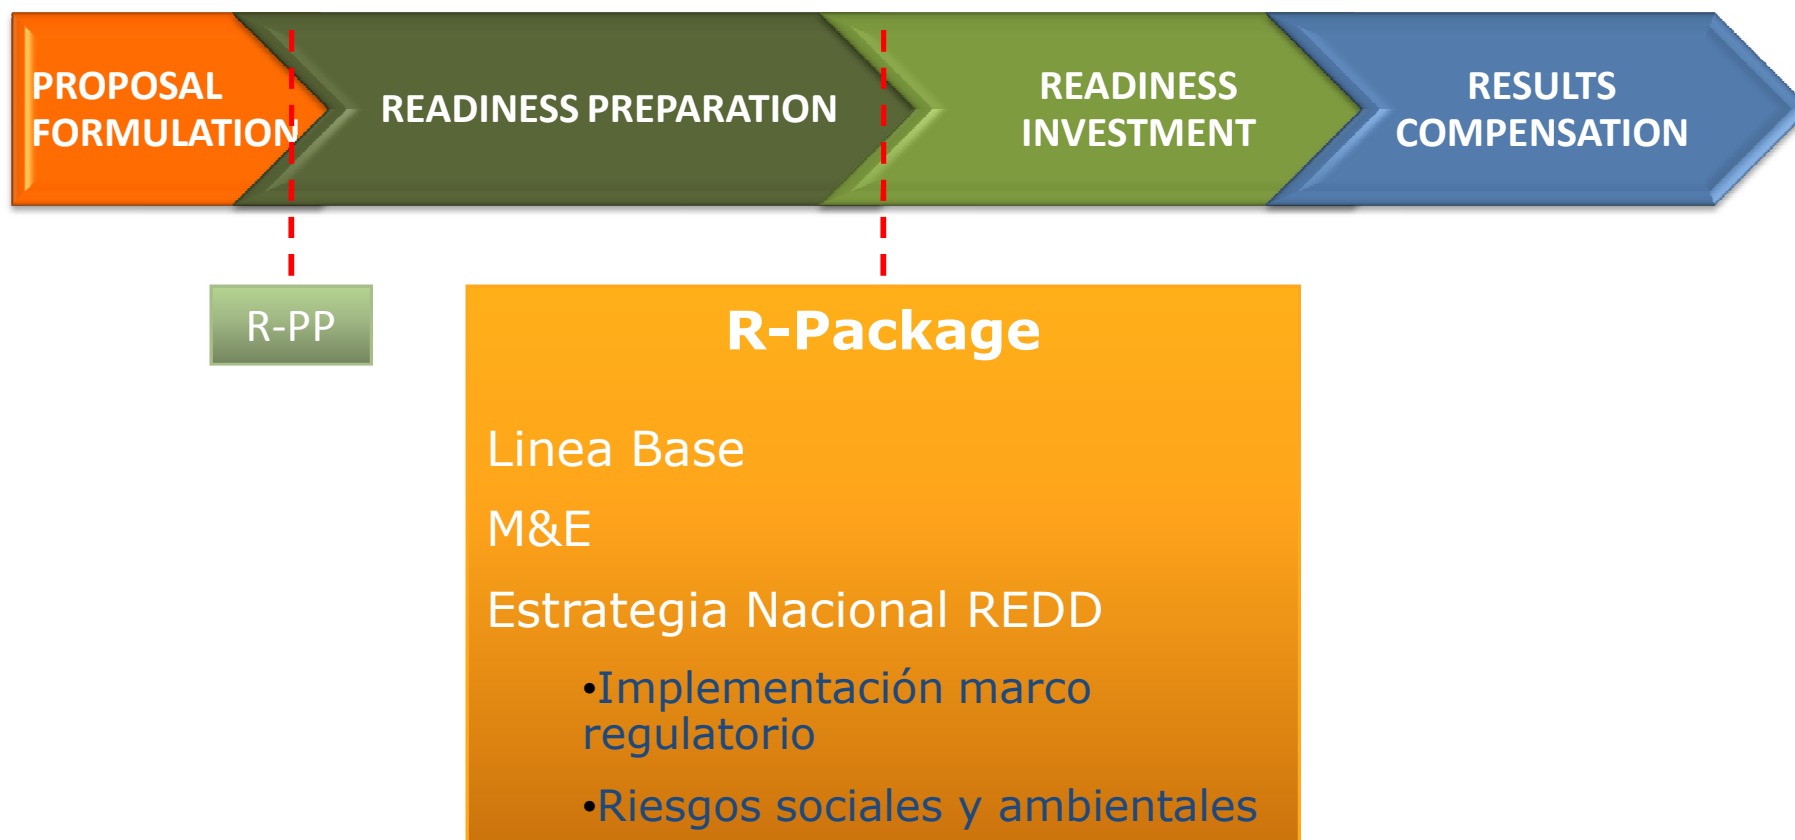 PROPOSAL
FORMULATION
READINESS PREPARATION
READINESS
INVESTMENT
RESULTS
COMPENSATION
R-PP
R-Package
Linea Base
M&E
Estrategia Nacional REDD
•Implementación marco
regulatorio
•Riesgos sociales y ambientales